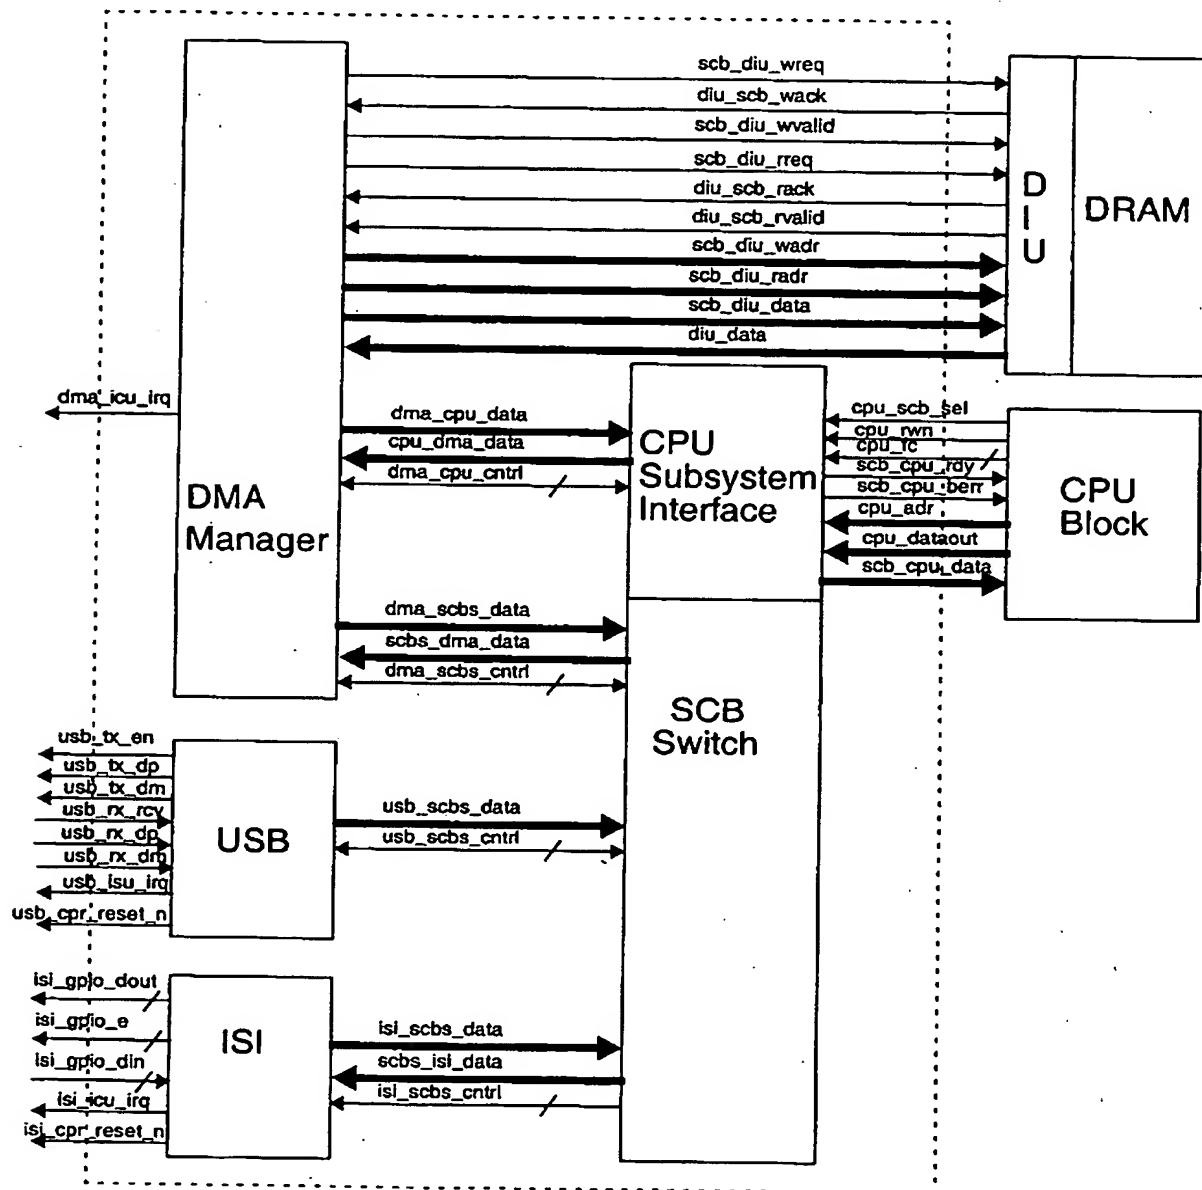 scb_diu_wreq
diu_scb_wack
scb_diu_wvalid
scb_diu_rreq
diu_scb_rack
diu_scb_rvalid
scb_diu_wadr
scb_diu_radr
scb_diu_data
diu_data
D
I
U
DRAM
dma_icu_irq
DMA
Manager
dma_cpu_data
cpu_dma_data
dma_cpu_cntrl
CPU
Subsystem
Interface
cpu_scb_sel
cpu_rwn
cpu_fc
scb_cpu_rdy
scb_cpu_berr
cpu_adr
cpu_dataout
scb_cpu_data
CPU
Block
dma_scbs_data
scbs_dma_data
dma_scbs_cntrl
SCB
Switch
usb_tx_en
usb_tx_dp
usb_tx_dm
usb_rx_rcv
usb_rx_dp
usb_rx_dm
usb_isu_irq
usb_cpr_reset_n
USB
usb_scbs_data
usb_scbs_cntrl
isi_gpio_dout
isi_gpio_e
isi_gpio_din
isi_icu_irq
isi_cpr_reset_n
ISI
isi_scbs_data
scbs_isi_data
isi_scbs_cntrl